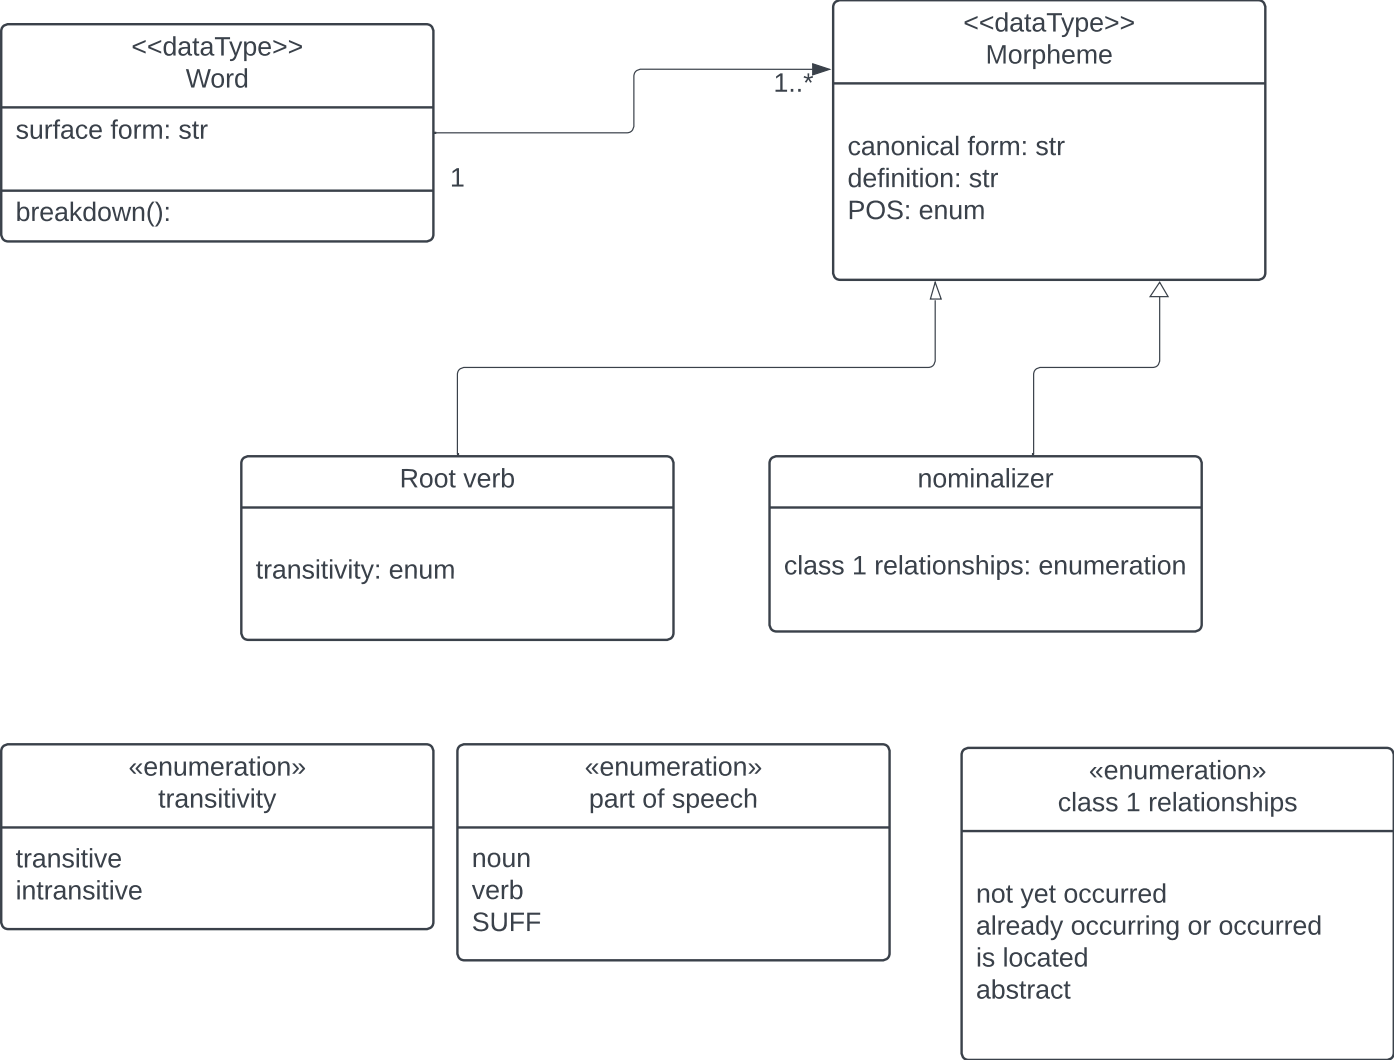 <<dataType>>
Word
surface form: str
breakdown():
1
1..*
<<dataType>>
Morpheme
canonical form: str
definition: str
POS: enum
Root verb
transitivity: enum
nominalizer
class 1 relationships: enumeration
«enumeration»
transitivity
transitive
intransitive
«enumeration»
part of speech
noun
verb
SUFF
«enumeration»
class 1 relationships
not yet occurred
already occurring or occurred
is located
abstract